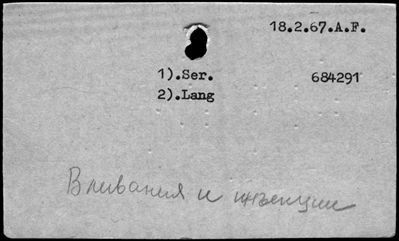 18.2.67.A.F.
1).Ser. 684291
2).Lang
Вливания и инъекции